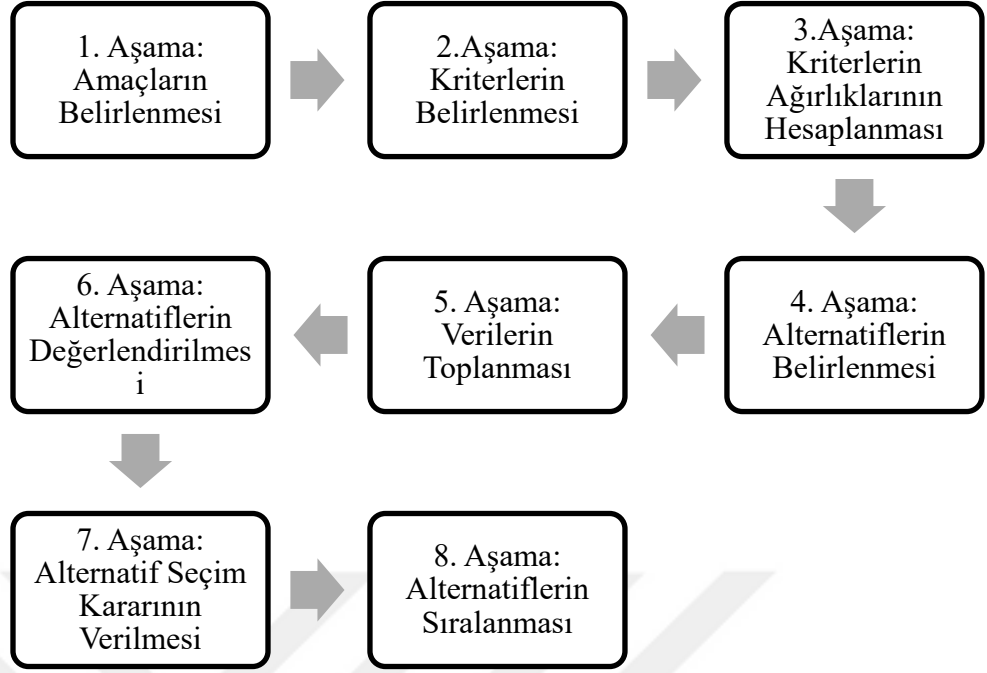 1. Aşama:
Amaçların
Belirlenmesi
2.Aşama:
Kriterlerin
Belirlenmesi
3.Aşama:
Kriterlerin
Ağırlıklarının
Hesaplanması
4. Aşama:
Alternatiflerin
Belirlenmesi
5. Aşama:
Verilerin
Toplanması
6. Aşama:
Alternatiflerin
Değerlendirilmes
i
7. Aşama:
Alternatif Seçim
Kararının
Verilmesi
8. Aşama:
Alternatiflerin
Sıralanması